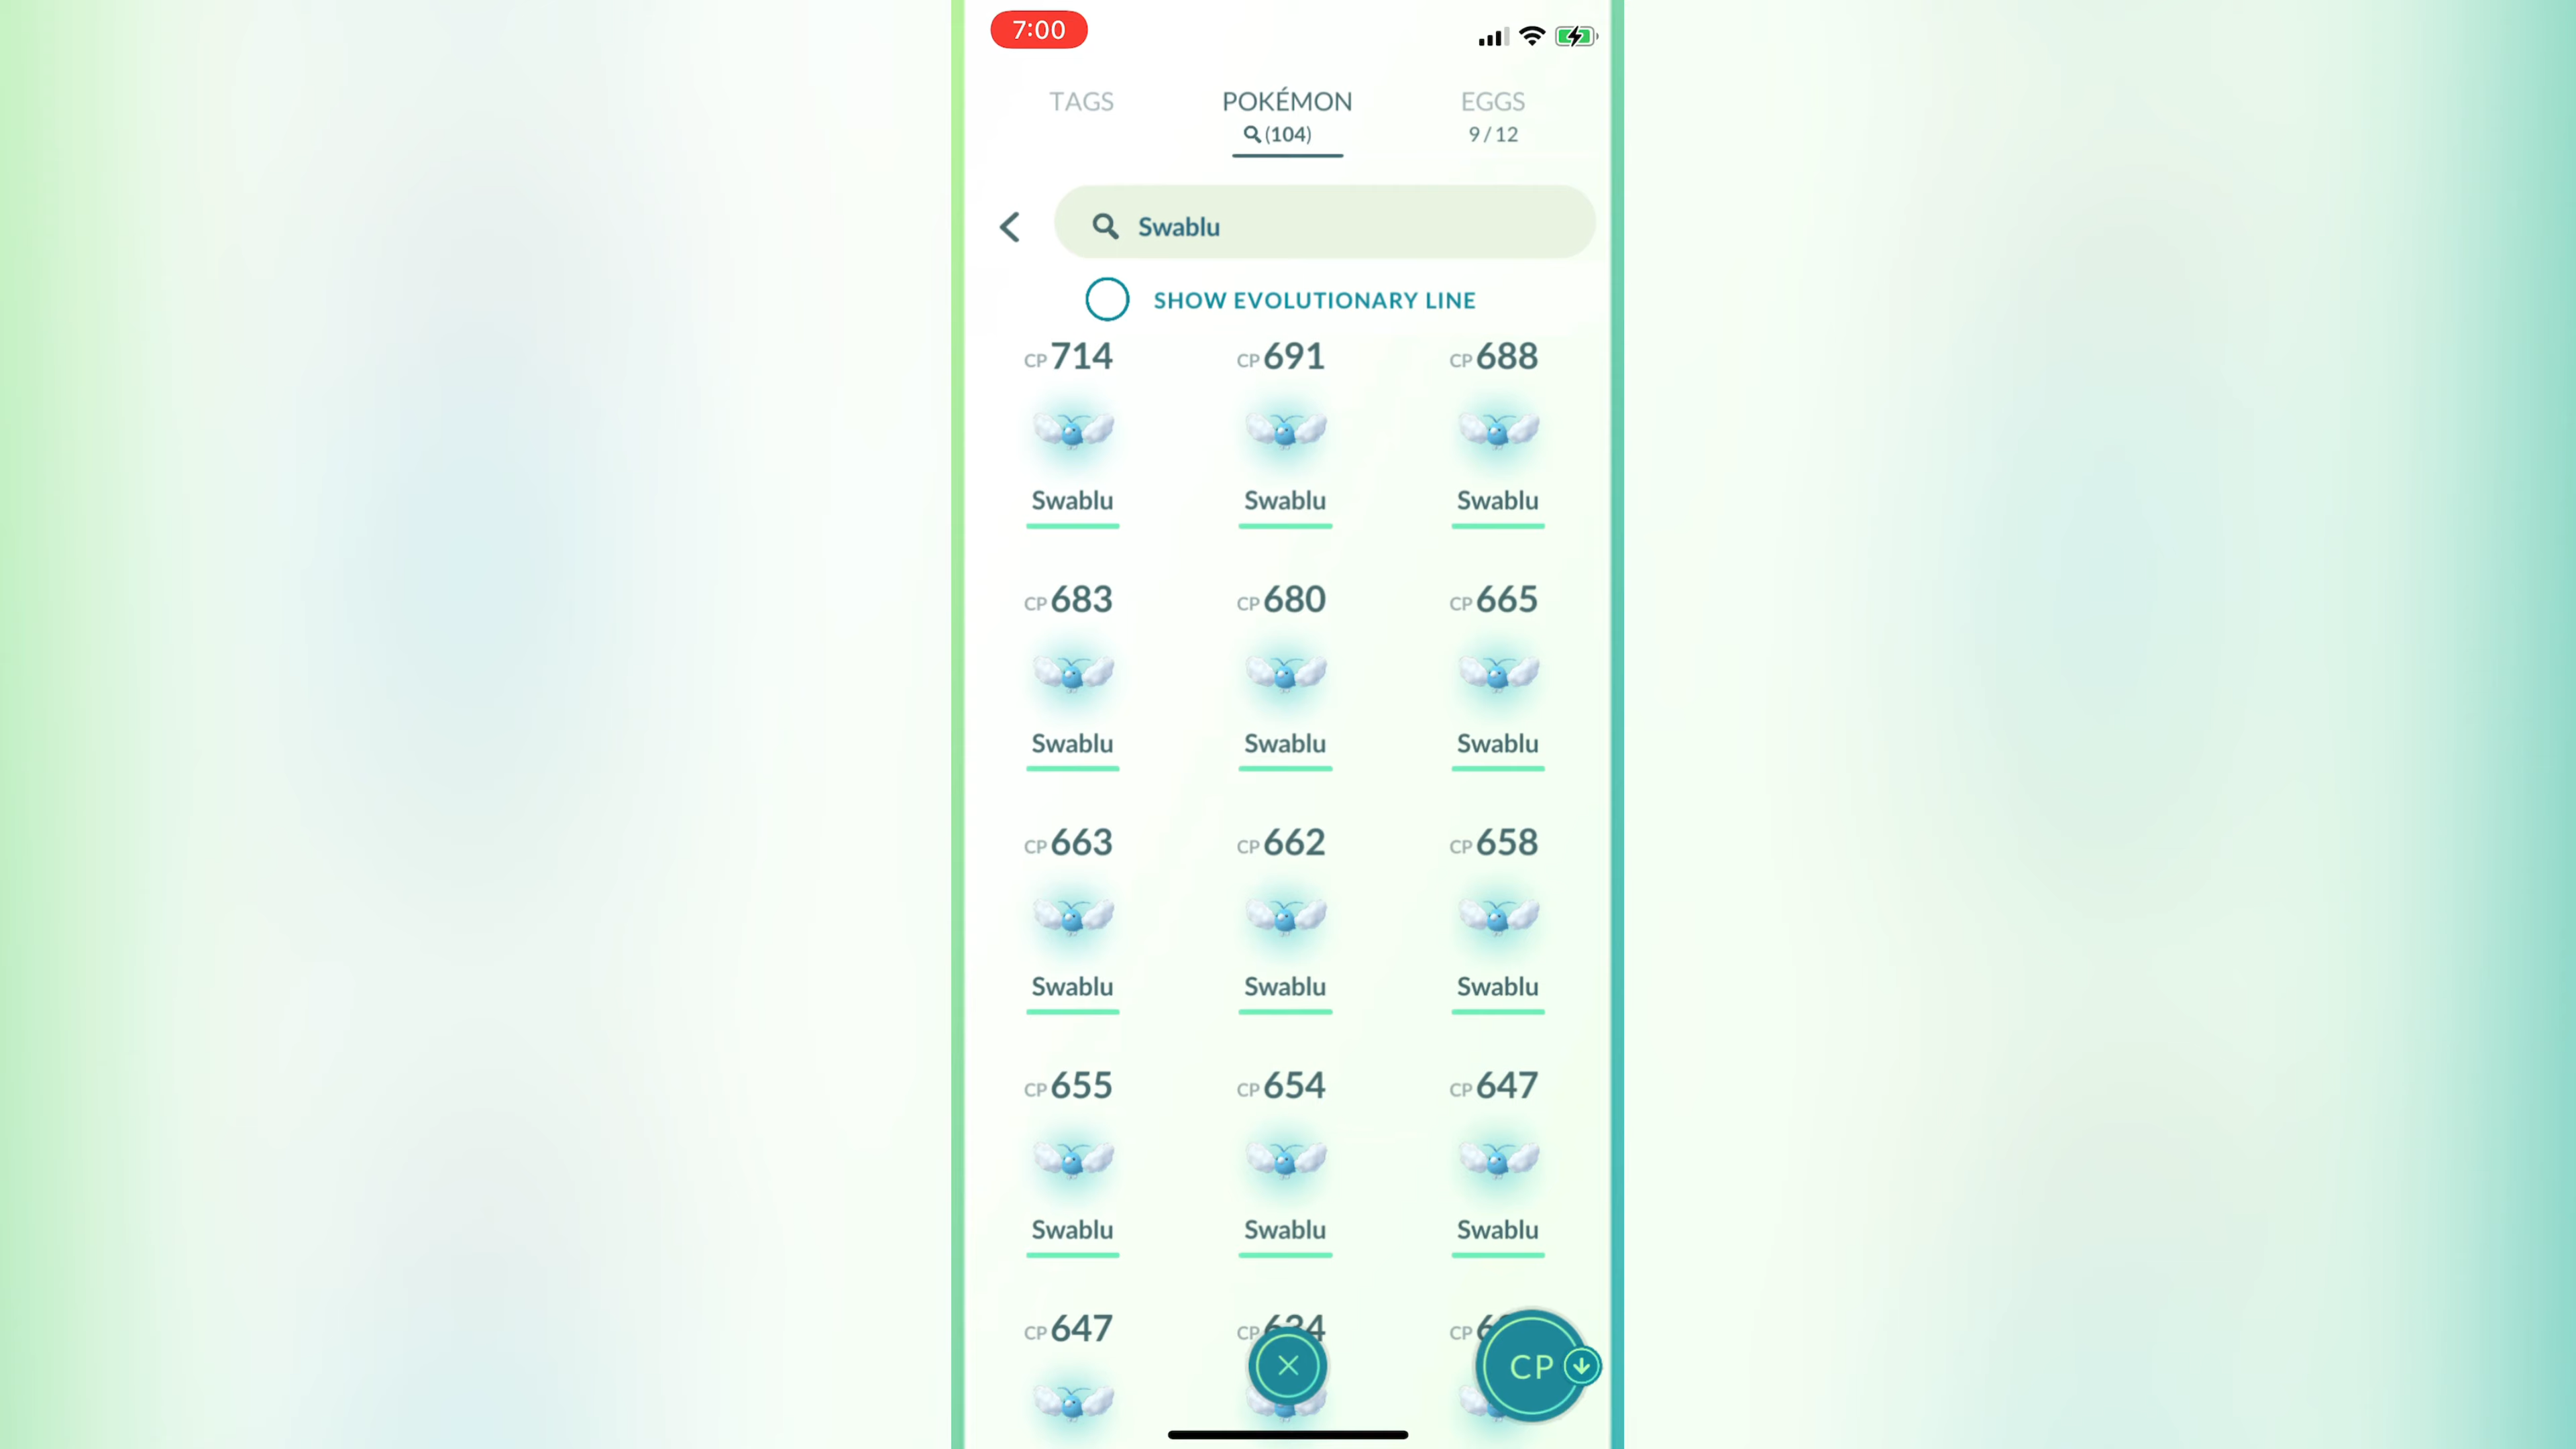 7:00
TAGS POKÉMON EGGS
(104) 9 / 12
Swablu
SHOW EVOLUTIONARY LINE
CP 714 CP 691 CP 688
Swablu Swablu Swablu
CP 683 CP 680 CP 665
Swablu Swablu Swablu
CP 663 CP 662 CP 658
Swablu Swablu Swablu
CP 655 CP 654 CP 647
Swablu Swablu Swablu
CP 647 CP CP
CP